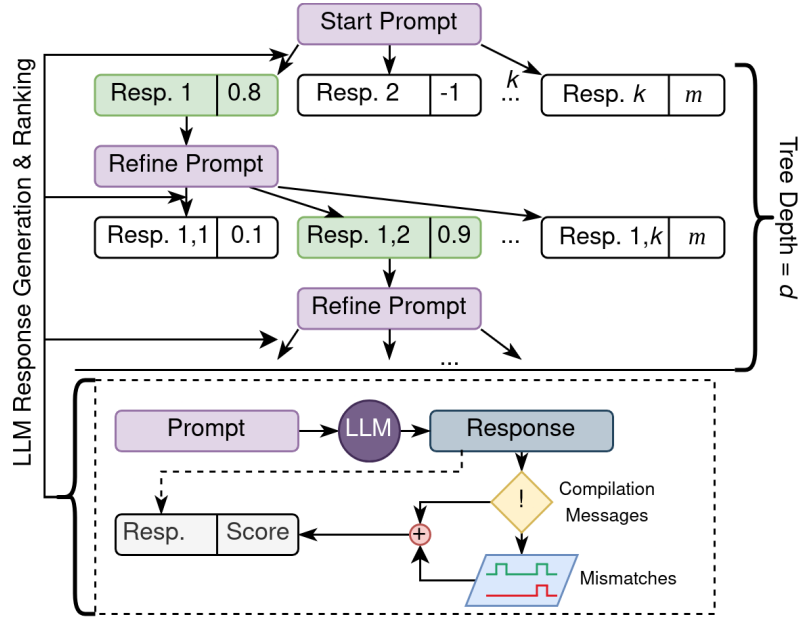 Start Prompt
k
Resp. 1 0.8
Resp. 2 -1
...
Resp. k m
Refine Prompt
Resp. 1,1 0.1
Resp. 1,2 0.9
...
Resp. 1,k m
Refine Prompt
...
LLM Response Generation & Ranking
Tree Depth = d
Prompt
LLM
Response
!
Compilation
Messages
Resp. Score
+
Mismatches